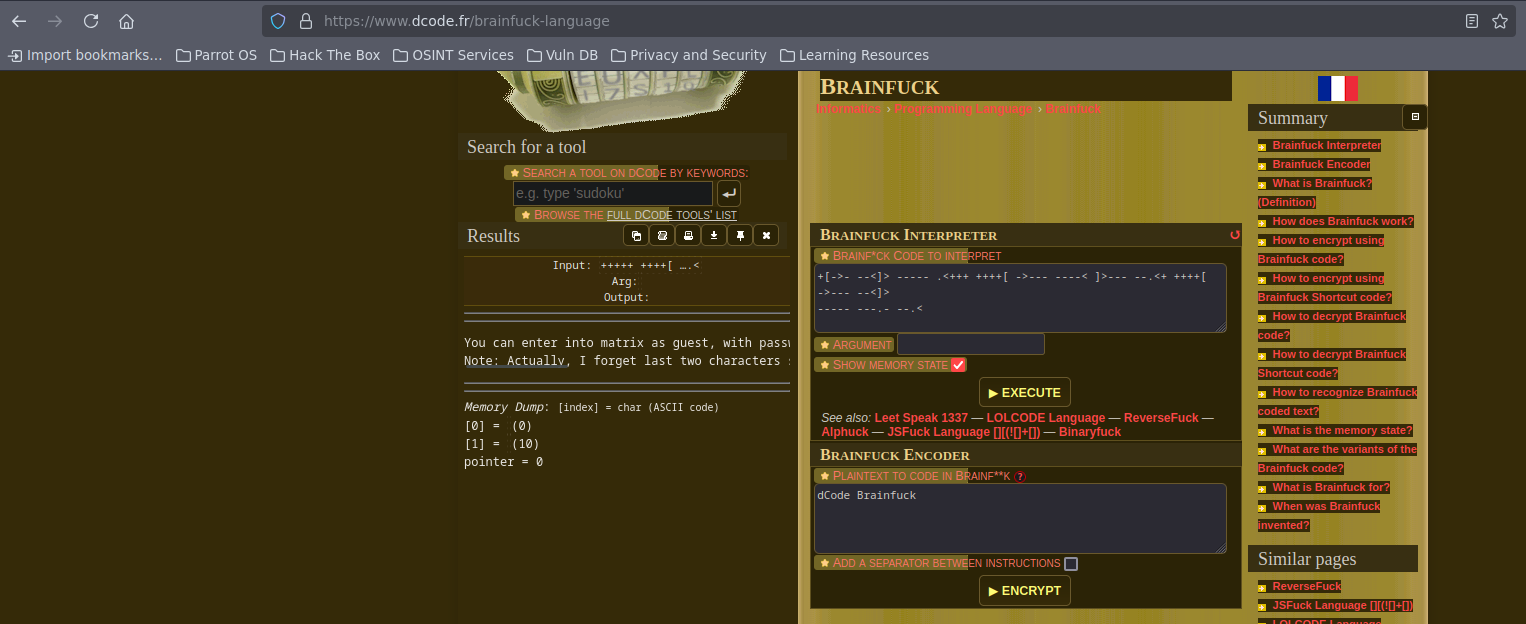 https://www.dcode.fr/brainfuck-language
Import bookmarks... Parrot OS Hack The Box OSINT Services Vuln DB Privacy and Security Learning Resources
Search for a tool
SEARCH A TOOL ON DCODE BY KEYWORDS:
e.g. type 'sudoku'
BROWSE THE FULL DCODE TOOLS' LIST
Results
Input: +++++ ++++[ ….<
Arg:
Output:
You can enter into matrix as guest, with passw
Note: Actually, I forget last two characters
Memory Dump: [index] = char (ASCII code)
[0] = (0)
[1] = (10)
pointer = 0
BRAINFUCK
Informatics › Programming Language › Brainfuck
BRAINFUCK INTERPRETER
BRAINF*CK CODE TO INTERPRET
+[->- --<]> ----- .<+++ ++++[ ->--- ----< ]>--- --.<+ ++++[
->--- --<]>
----- ---.- --.<
ARGUMENT
SHOW MEMORY STATE
▶ EXECUTE
See also: Leet Speak 1337 — LOLCODE Language — ReverseFuck —
Alphuck — JSFuck Language [][(![]+[]) — Binaryfuck
BRAINFUCK ENCODER
PLAINTEXT TO CODE IN BRAINF**K ?
dCode Brainfuck
ADD A SEPARATOR BETWEEN INSTRUCTIONS
▶ ENCRYPT
Summary
Brainfuck Interpreter
Brainfuck Encoder
What is Brainfuck?
(Definition)
How does Brainfuck work?
How to encrypt using
Brainfuck code?
How to encrypt using
Brainfuck Shortcut code?
How to decrypt Brainfuck
code?
How to decrypt Brainfuck
Shortcut code?
How to recognize Brainfuck
coded text?
What is the memory state?
What are the variants of the
Brainfuck code?
What is Brainfuck for?
When was Brainfuck
invented?
Similar pages
ReverseFuck
JSFuck Language [][(![]+[])
LOLCODE Language